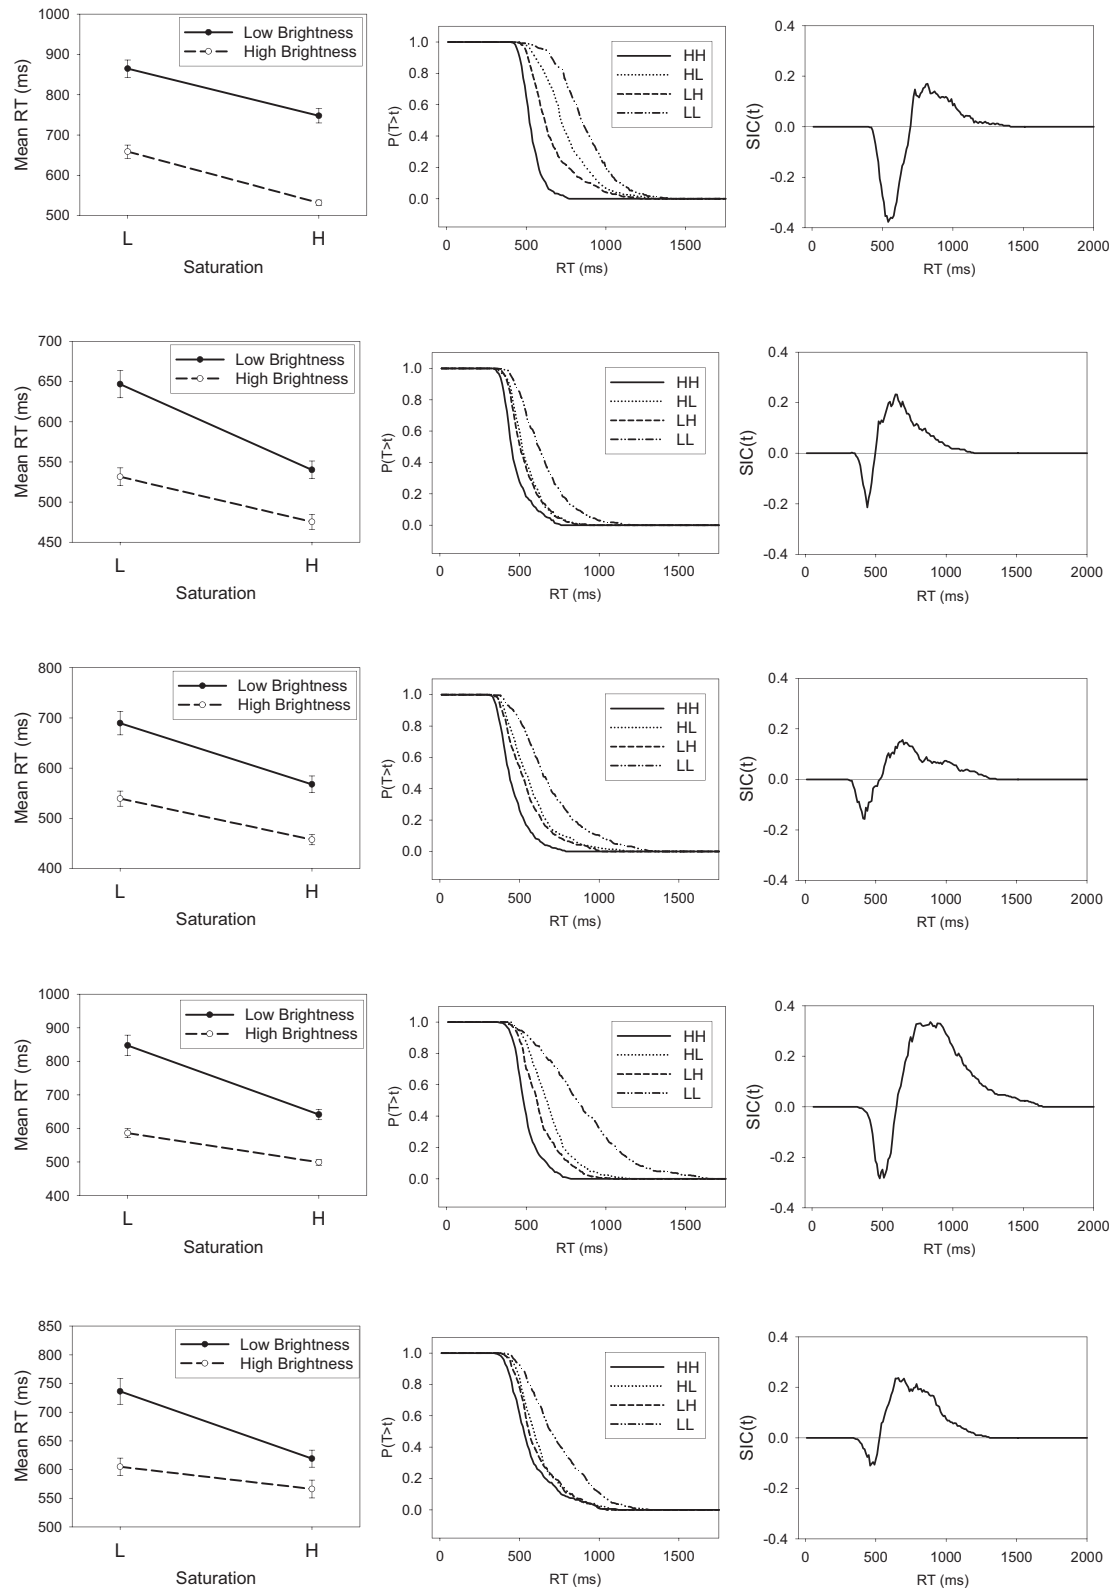 1000
900
800
700
600
500
Mean RT (ms)
Low Brightness
High Brightness
L
H
Saturation
1.0
0.8
0.6
0.4
0.2
0.0
P(T>t)
HH
HL
LH
LL
0
500
1000
1500
RT (ms)
0.4
0.2
0.0
-0.2
-0.4
SIC(t)
0
500
1000
1500
2000
RT (ms)
700
650
600
550
500
450
Mean RT (ms)
Low Brightness
High Brightness
L
H
Saturation
1.0
0.8
0.6
0.4
0.2
0.0
P(T>t)
HH
HL
LH
LL
0
500
1000
1500
RT (ms)
0.4
0.2
0.0
-0.2
-0.4
SIC(t)
0
500
1000
1500
2000
RT (ms)
800
700
600
500
400
Mean RT (ms)
Low Brightness
High Brightness
L
H
Saturation
1.0
0.8
0.6
0.4
0.2
0.0
P(T>t)
HH
HL
LH
LL
0
500
1000
1500
RT (ms)
0.4
0.2
0.0
-0.2
-0.4
SIC(t)
0
500
1000
1500
2000
RT (ms)
1000
900
800
700
600
500
400
Mean RT (ms)
Low Brightness
High Brightness
L
H
Saturation
1.0
0.8
0.6
0.4
0.2
0.0
P(T>t)
HH
HL
LH
LL
0
500
1000
1500
RT (ms)
0.4
0.2
0.0
-0.2
-0.4
SIC(t)
0
500
1000
1500
2000
RT (ms)
850
800
750
700
650
600
550
500
Mean RT (ms)
Low Brightness
High Brightness
L
H
Saturation
1.0
0.8
0.6
0.4
0.2
0.0
P(T>t)
HH
HL
LH
LL
0
500
1000
1500
RT (ms)
0.4
0.2
0.0
-0.2
-0.4
SIC(t)
0
500
1000
1500
2000
RT (ms)